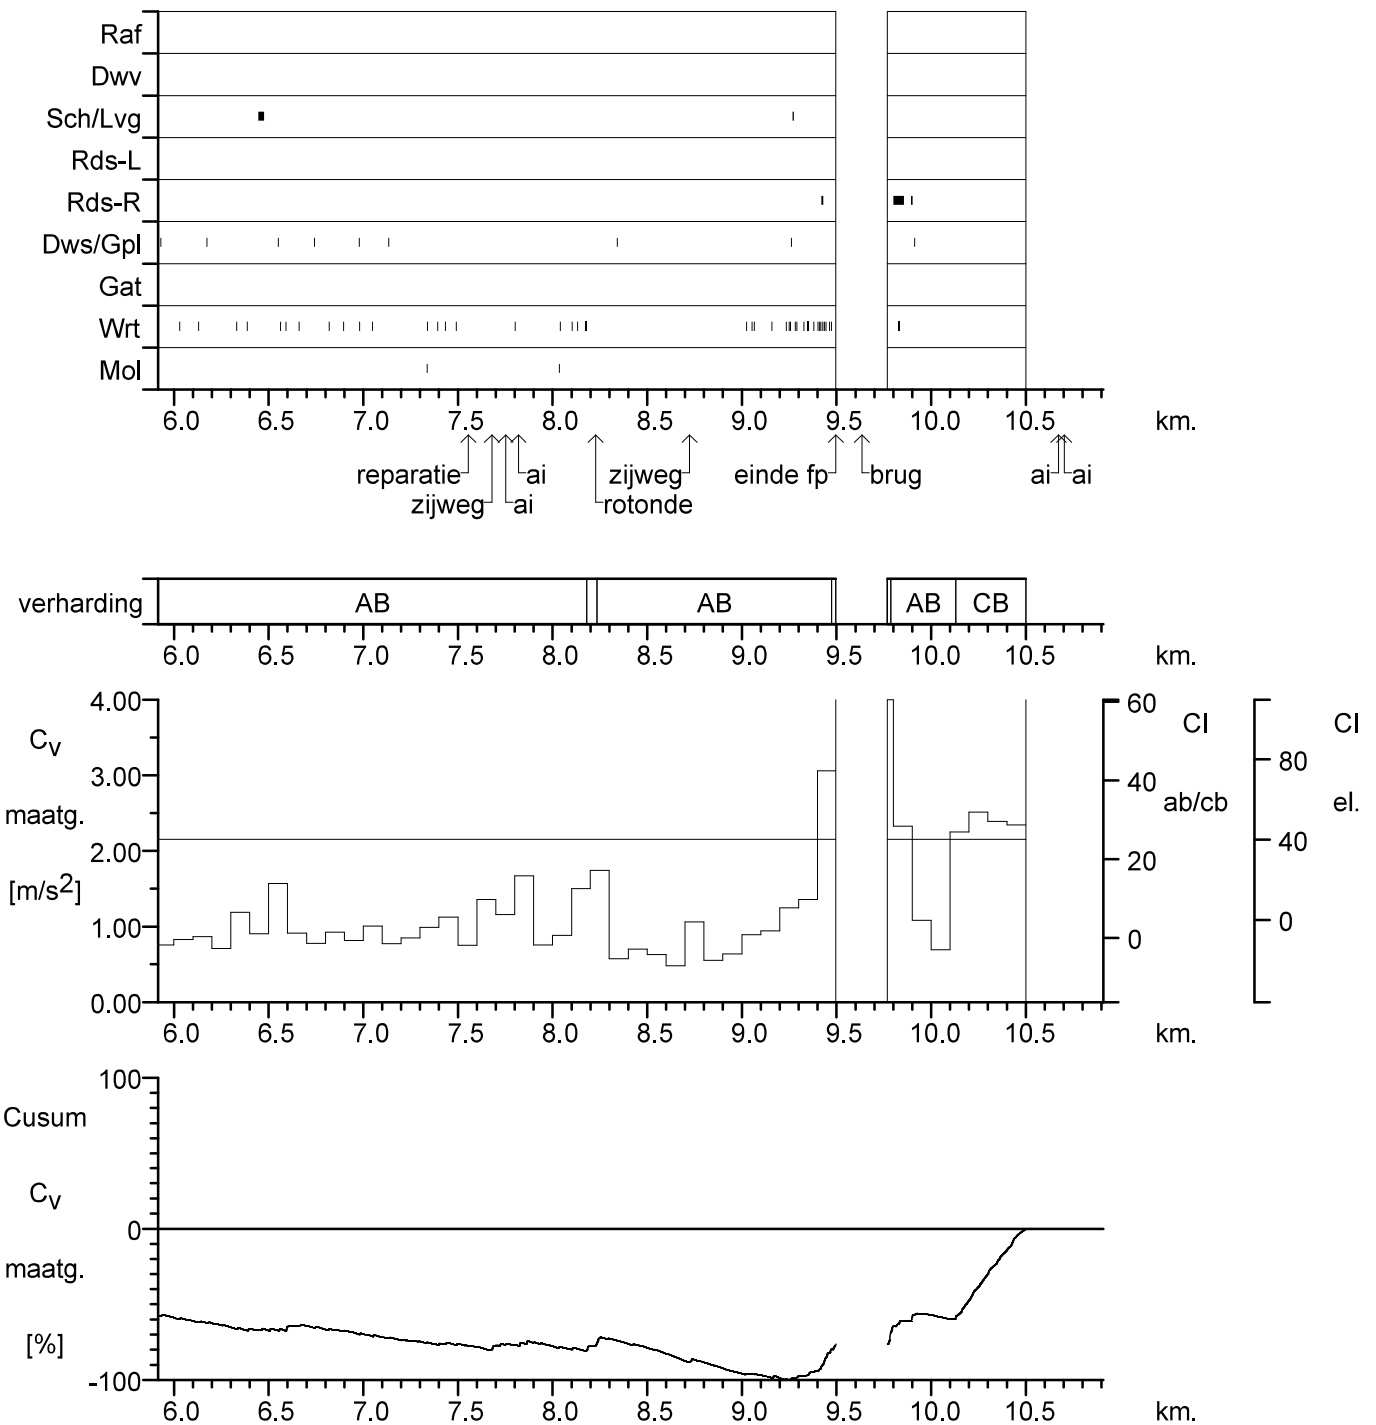 Raf
Dwv
Sch/Lvg
Rds-L
Rds-R
Dws/Gpl
Gat
Wrt
Mol
6.0 6.5 7.0 7.5 8.0 8.5 9.0 9.5 10.0 10.5 km.
reparatie ai zijweg einde fp brug ai ai
zijweg ai rotonde
verharding AB AB AB CB
6.0 6.5 7.0 7.5 8.0 8.5 9.0 9.5 10.0 10.5 km.
4.00 60
Cv CI CI
3.00 40 80
maatg. ab/cb el.
2.00 20 40
[m/s2]
1.00 0 0
0.00
6.0 6.5 7.0 7.5 8.0 8.5 9.0 9.5 10.0 10.5 km.
100
Cusum
Cv
0
maatg.
[%]
-100
6.0 6.5 7.0 7.5 8.0 8.5 9.0 9.5 10.0 10.5 km.